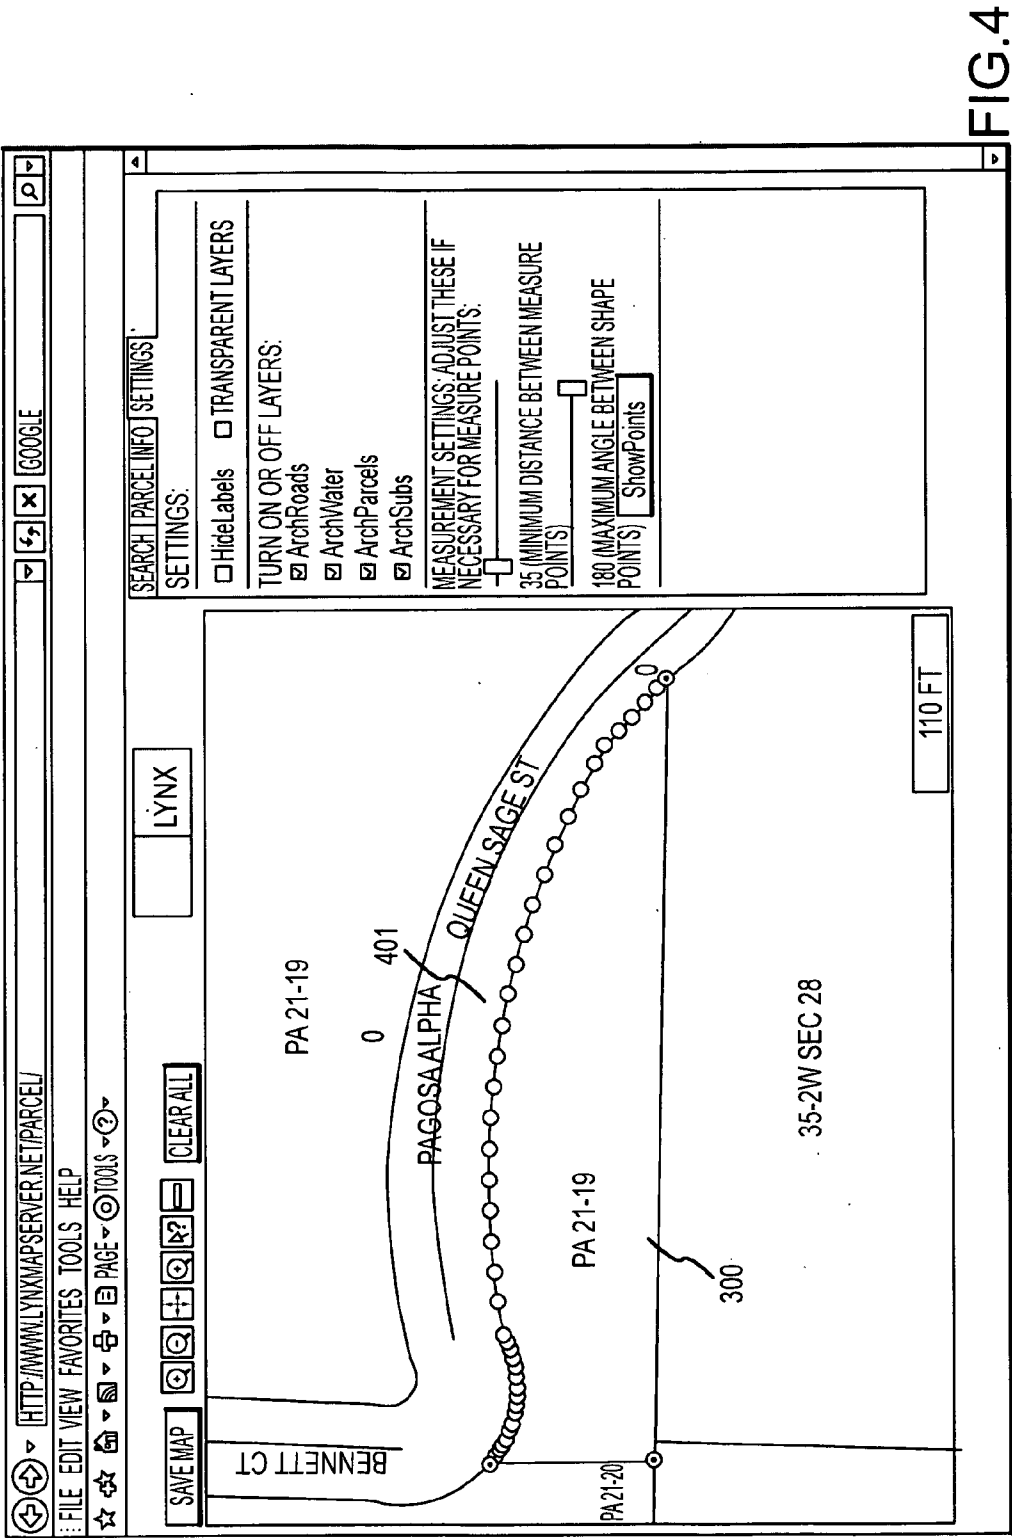 HTTP://WWW.LYNXMAPSERVER.NET/PARCEL/
GOOGLE
FILE EDIT VIEW FAVORITES TOOLS HELP
PAGE TOOLS ?
LYNX
SAVE MAP
?
CLEAR ALL
SEARCH PARCEL INFO SETTINGS
SETTINGS:
HideLabels TRANSPARENT LAYERS
TURN ON OR OFF LAYERS:
ArchRoads
ArchWater
ArchParcels
ArchSubs
MEASUREMENT SETTINGS: ADJUST THESE IF
NECESSARY FOR MEASURE POINTS:
35 (MINIMUM DISTANCE BETWEEN MEASURE
POINTS)
180 (MAXIMUM ANGLE BETWEEN SHAPE
POINTS) ShowPoints
BENNETT CT
PA 21-19
0
401
PAGOSA ALPHA
QUEEN SAGE ST
0
PA 21-19
PA 21-20
300
35-2W SEC 28
110 FT
FIG.4